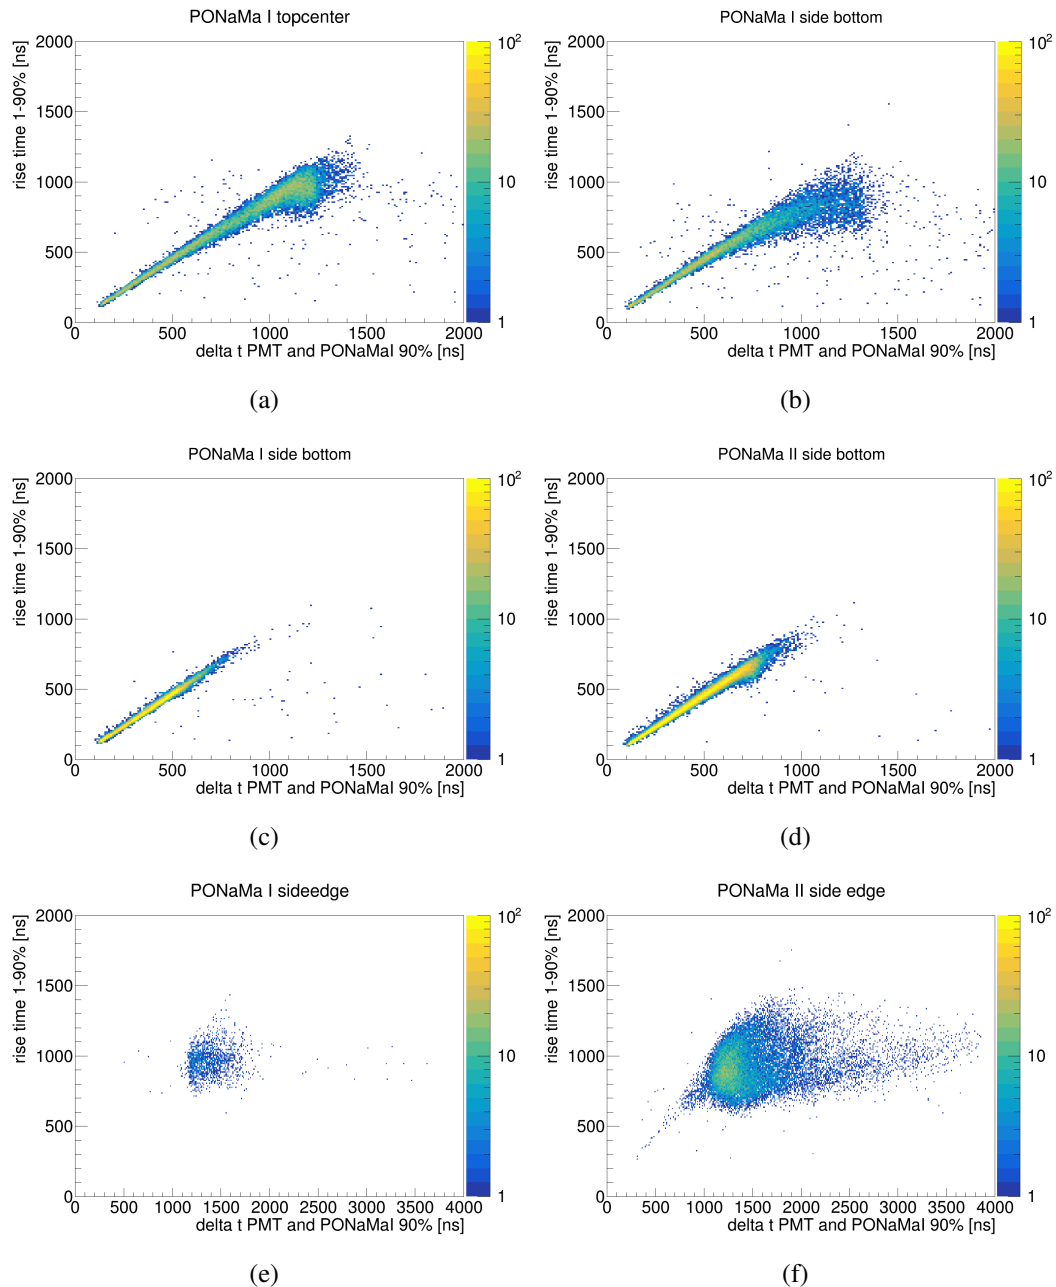 PONaMa I topcenter
rise time 1-90% [ns]
2000
1500
1000
500
0
0 500 1000 1500 2000
delta t PMT and PONaMaI 90% [ns]
10²
10
1
(a)
PONaMa I side bottom
rise time 1-90% [ns]
2000
1500
1000
500
0
0 500 1000 1500 2000
delta t PMT and PONaMaI 90% [ns]
10²
10
1
(b)
PONaMa I side bottom
rise time 1-90% [ns]
2000
1500
1000
500
0
0 500 1000 1500 2000
delta t PMT and PONaMaI 90% [ns]
10²
10
1
(c)
PONaMa II side bottom
rise time 1-90% [ns]
2000
1500
1000
500
0
0 500 1000 1500 2000
delta t PMT and PONaMaI 90% [ns]
10²
10
1
(d)
PONaMa I sideedge
rise time 1-90% [ns]
2000
1500
1000
500
0
0 500 1000 1500 2000 2500 3000 3500 4000
delta t PMT and PONaMaI 90% [ns]
10²
10
1
(e)
PONaMa II side edge
rise time 1-90% [ns]
2000
1500
1000
500
0
0 500 1000 1500 2000 2500 3000 3500 4000
delta t PMT and PONaMaI 90% [ns]
10²
10
1
(f)